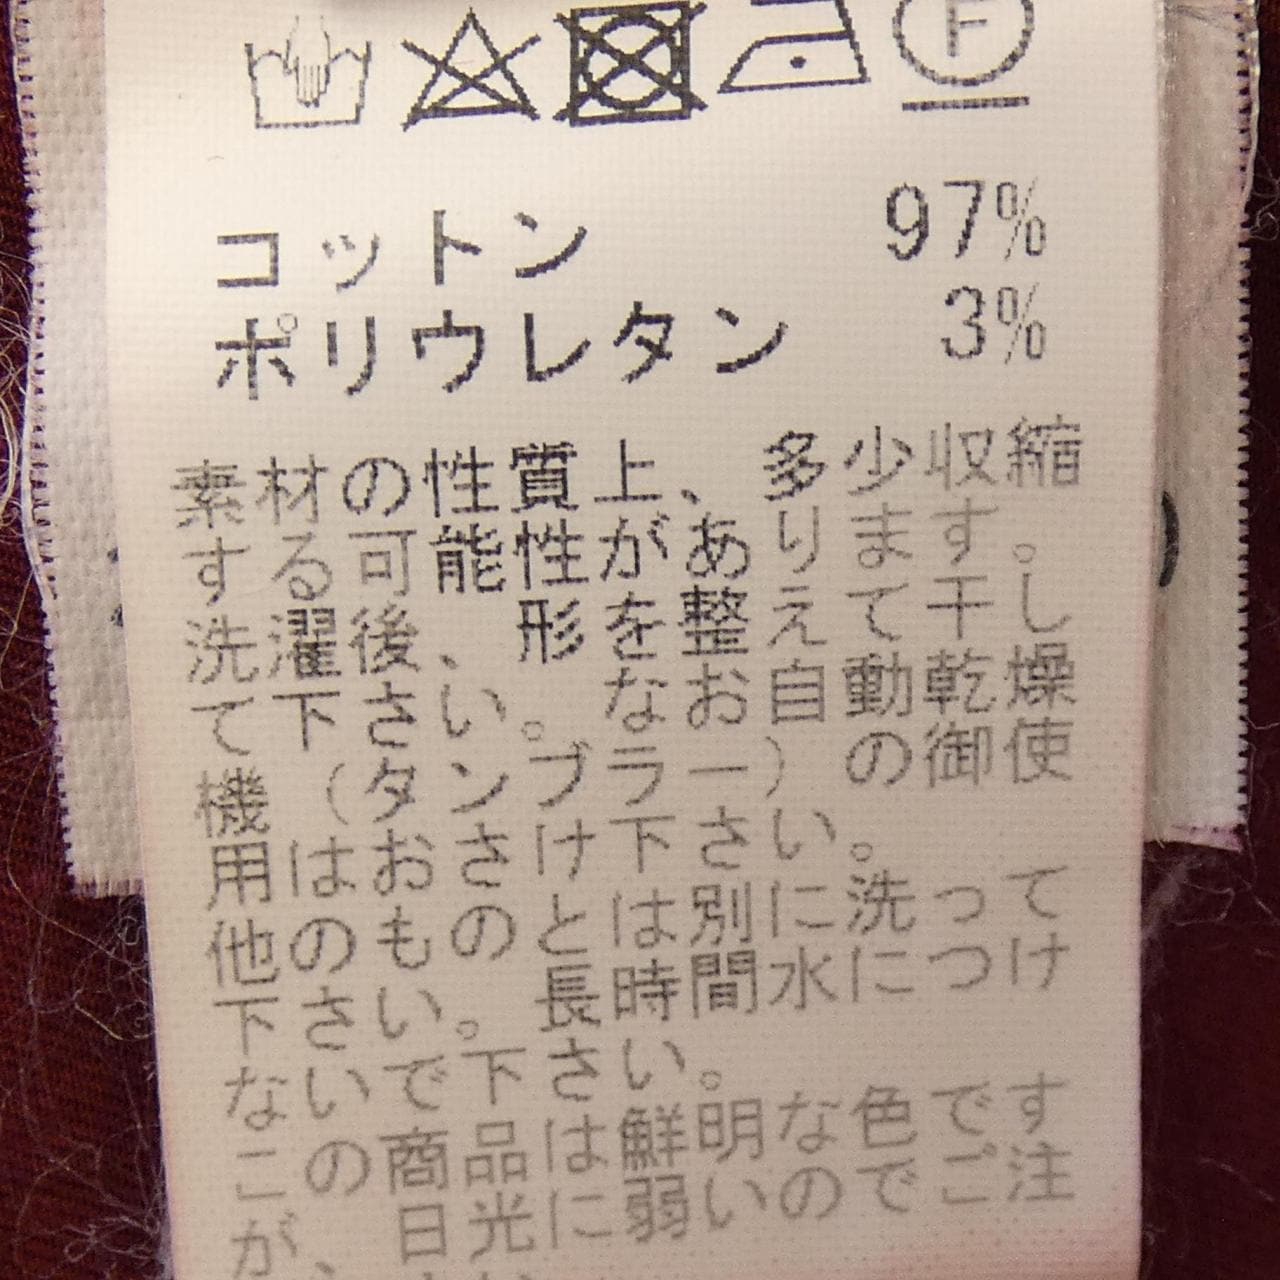 F
コットン 97%
ポリウレタン 3%
素材の性質上、多少収縮
する可能性があります。
洗濯後、形を整えて干し
て下さい。なお自動乾燥
機(タンブラー)の御使
用はおさけ下さい。
他のものとは別に洗って
下さい。長時間水につけ
ないで下さい。
この商品は鮮明な色です
が、日光に弱いのでご注